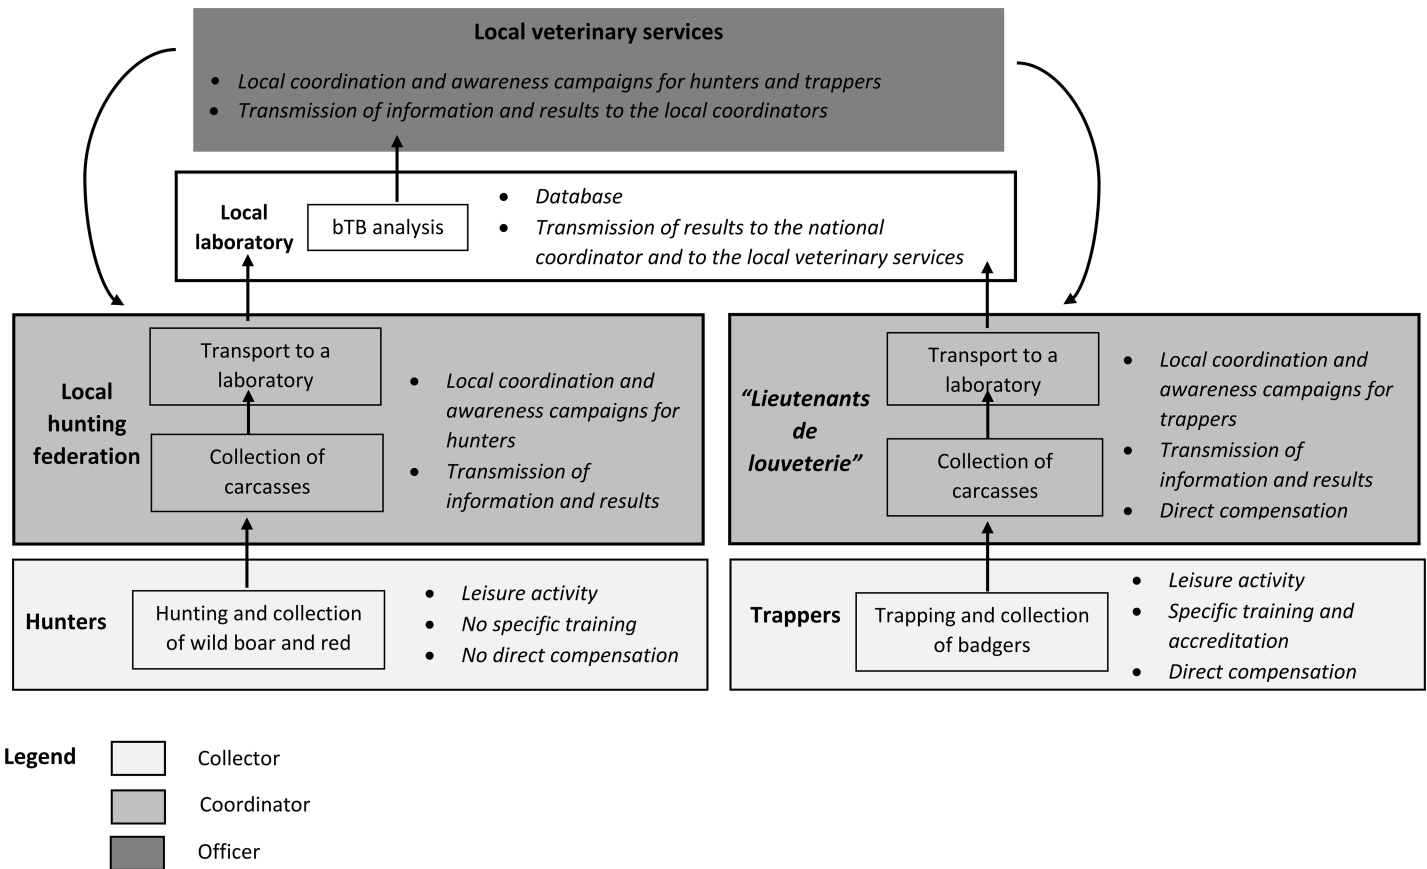 Local veterinary services
• Local coordination and awareness campaigns for hunters and trappers
• Transmission of information and results to the local coordinators
Local
laboratory
bTB analysis
• Database
• Transmission of results to the national
coordinator and to the local veterinary services
Local
hunting
federation
Transport to a
laboratory
Collection of
carcasses
• Local coordination and
awareness campaigns for
hunters
• Transmission of
information and results
“Lieutenants
de
louveterie”
Transport to a
laboratory
Collection of
carcasses
• Local coordination and
awareness campaigns for
trappers
• Transmission of
information and results
• Direct compensation
Hunters
Hunting and collection
of wild boar and red
• Leisure activity
• No specific training
• No direct compensation
Trappers
Trapping and collection
of badgers
• Leisure activity
• Specific training and
accreditation
• Direct compensation
Legend
Collector
Coordinator
Officer